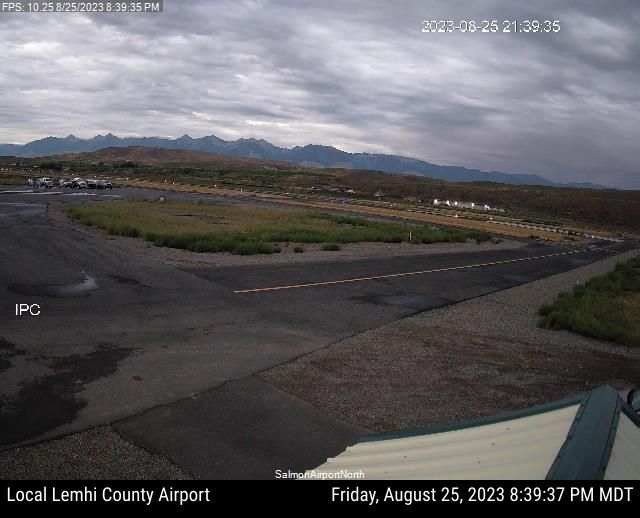 FPS: 10.25 8/25/2023 8:39:35 PM
2023-08-25 21:39:35
IPC
SalmonAirportNorth
Local Lemhi County Airport
Friday, August 25, 2023 8:39:37 PM MDT